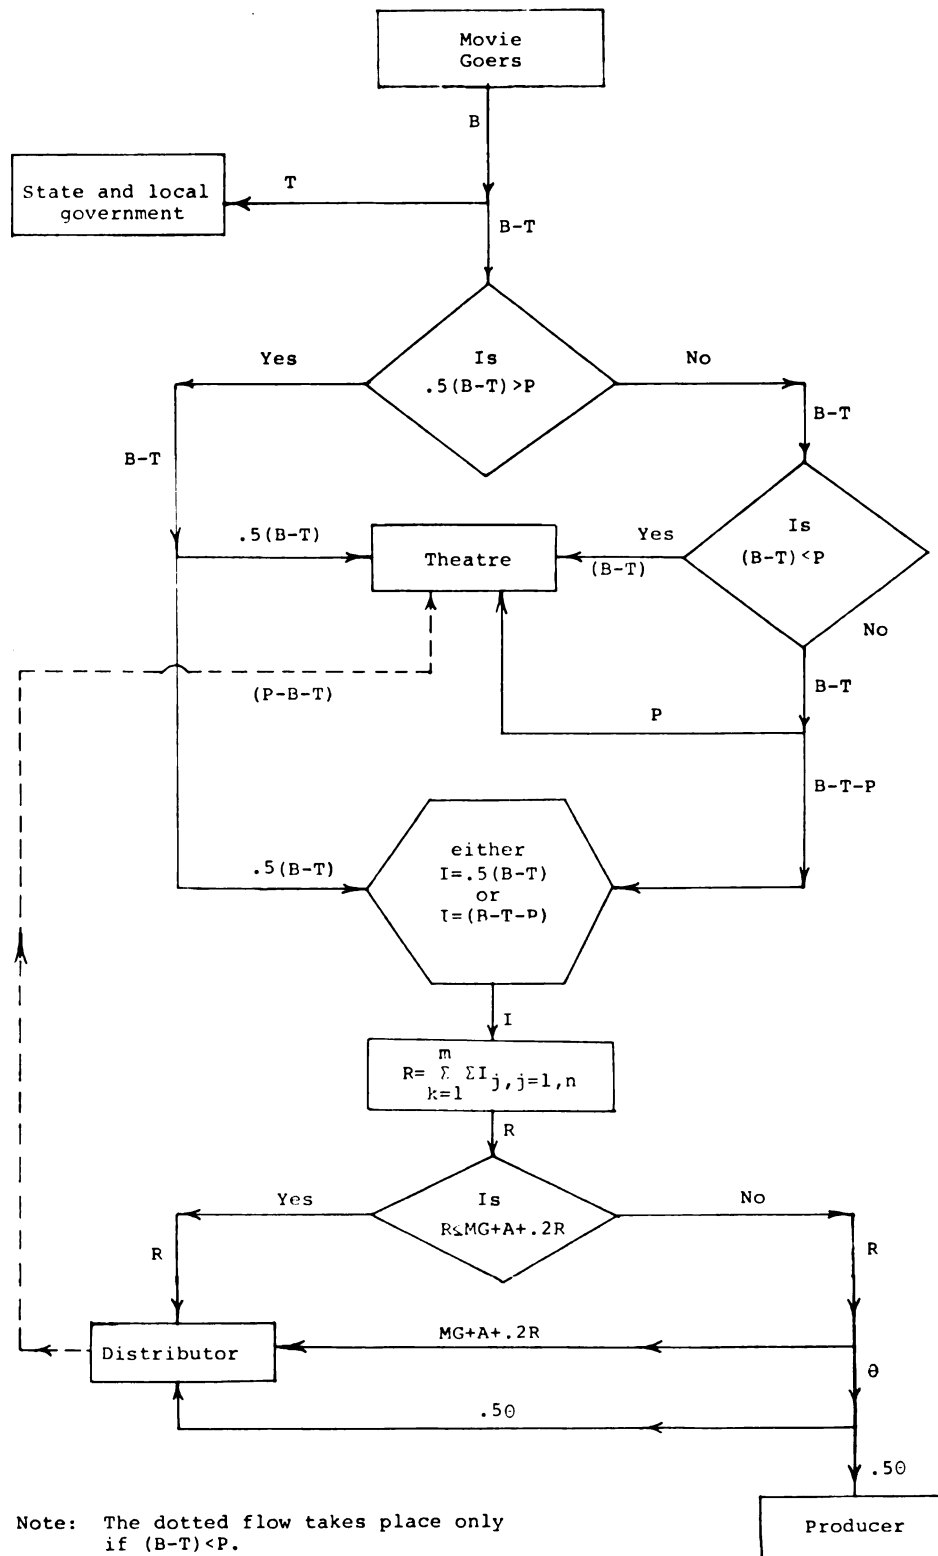 Movie
Goers
B
T
State and local
government
B-T
Yes
Is
.5(B-T)>P
No
B-T
B-T
.5(B-T)
Theatre
Yes
(B-T)
Is
(B-T)<P
No
(P-B-T)
B-T
P
B-T-P
either
I=.5(B-T)
or
I=(B-T-P)
.5(B-T)
I
m
R= Σ ΣI j,j=1,n
k=1
R
Yes
Is
R≤MG+A+.2R
No
R
R
MG+A+.2R
Distributor
θ
.5θ
.5θ
Producer
Note: The dotted flow takes place only
if (B-T)<P.